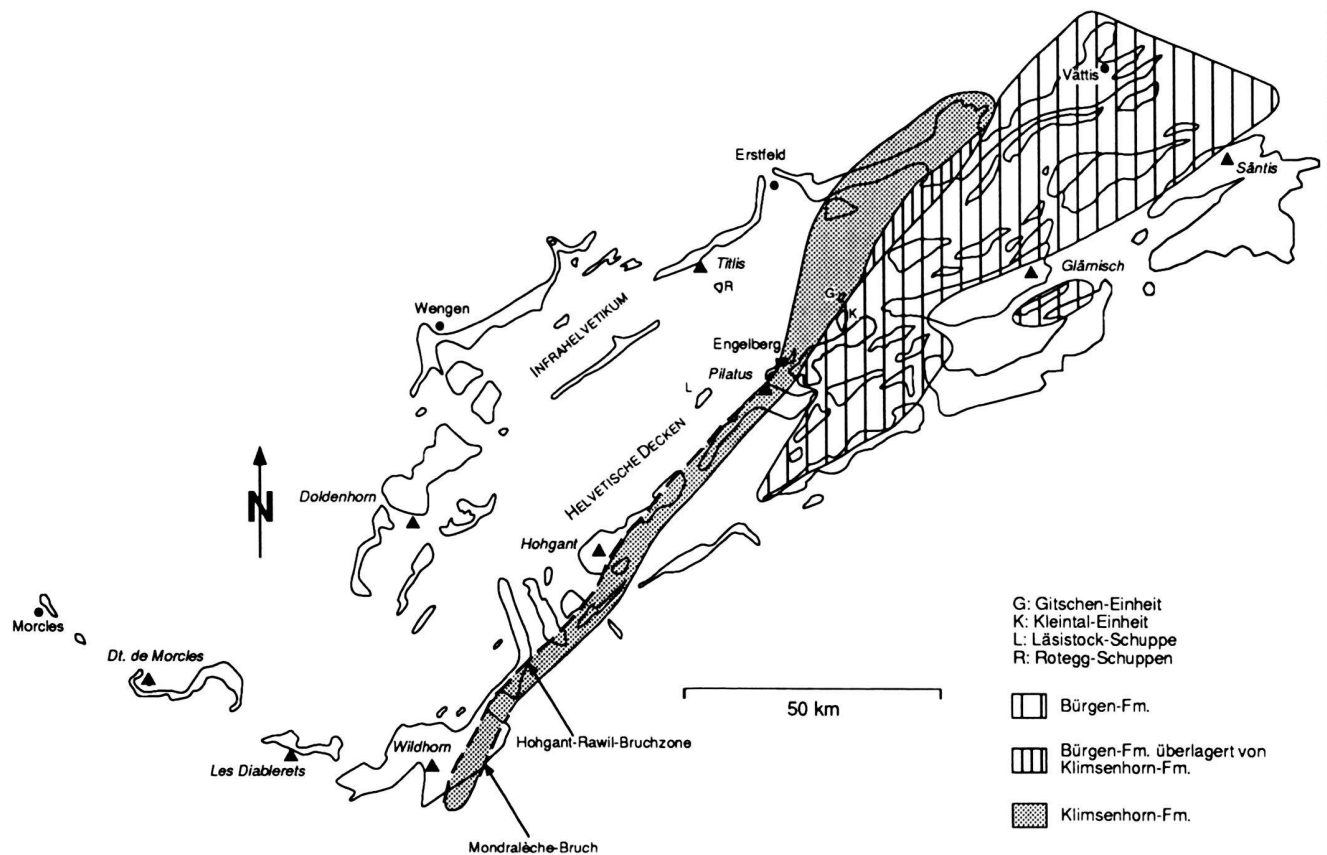 Vättis
Säntis
Erstfeld
Titlis
R
Glärnisch
G
K
Wengen
INFRAHELVETIKUM
Engelberg
Pilatus
L
HELVETISCHE DECKEN
N
Doldenhorn
Hohgant
Morcles
Dt. de Morcles
G: Gitschen-Einheit
K: Kleintal-Einheit
L: Läsistock-Schuppe
R: Rotegg-Schuppen
50 km
Bürgen-Fm.
Hohgant-Rawil-Bruchzone
Wildhorn
Les Diablerets
Bürgen-Fm. überlagert von
Klimsenhorn-Fm.
Klimsenhorn-Fm.
Mondralèche-Bruch